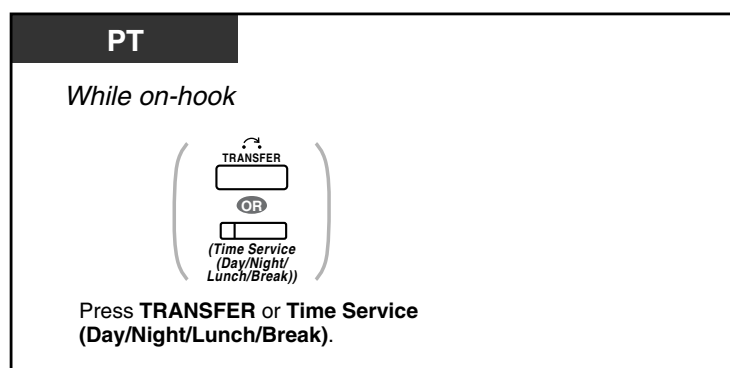 PT
While on-hook
TRANSFER
OR
(Time Service
(Day/Night/
Lunch/Break))
Press TRANSFER or Time Service
(Day/Night/Lunch/Break).